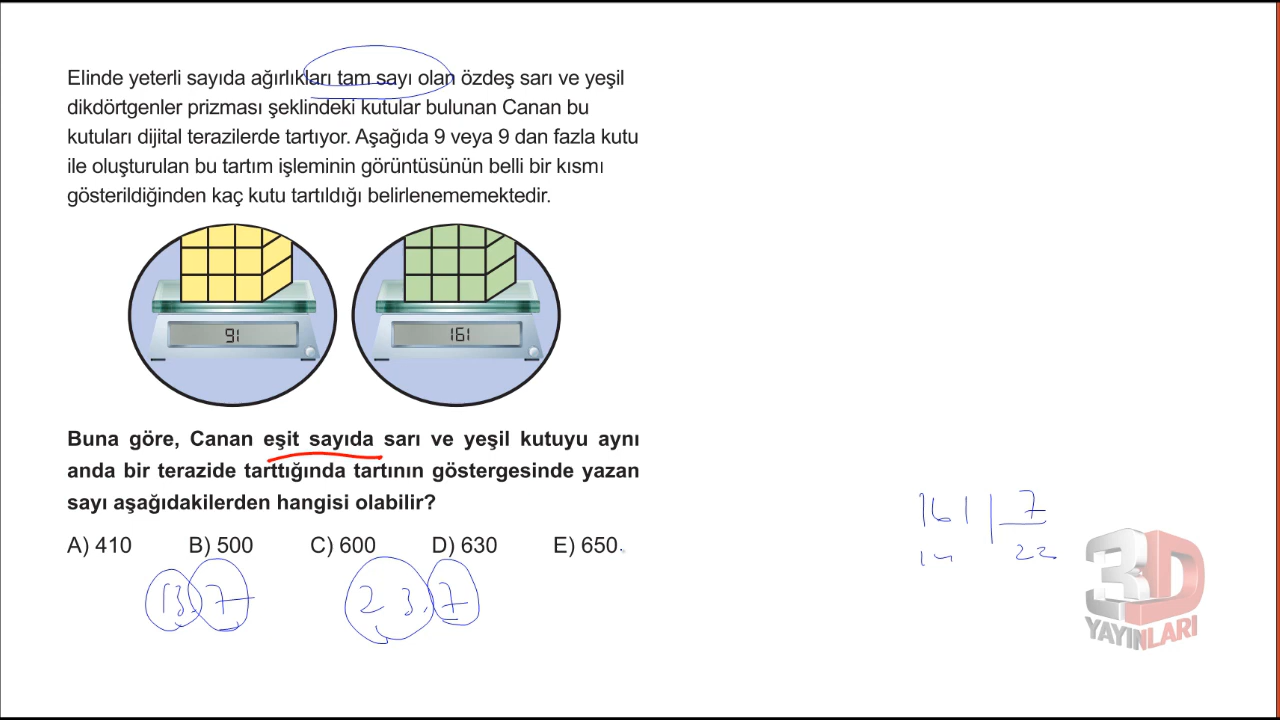 Elinde yeterli sayıda ağırlıkları tam sayı olan özdeş sarı ve yeşil
dikdörtgenler prizması şeklindeki kutular bulunan Canan bu
kutuları dijital terazilerde tartıyor. Aşağıda 9 veya 9 dan fazla kutu
ile oluşturulan bu tartım işleminin görüntüsünün belli bir kısmı
gösterildiğinden kaç kutu tartıldığı belirlenememektedir.
91 161
Buna göre, Canan eşit sayıda sarı ve yeşil kutuyu aynı
anda bir terazide tarttığında tartının göstergesinde yazan
sayı aşağıdakilerden hangisi olabilir?
A) 410 B) 500 C) 600 D) 630 E) 650
13.7 23.7
161 7
14 22
3D
YAYINLARI